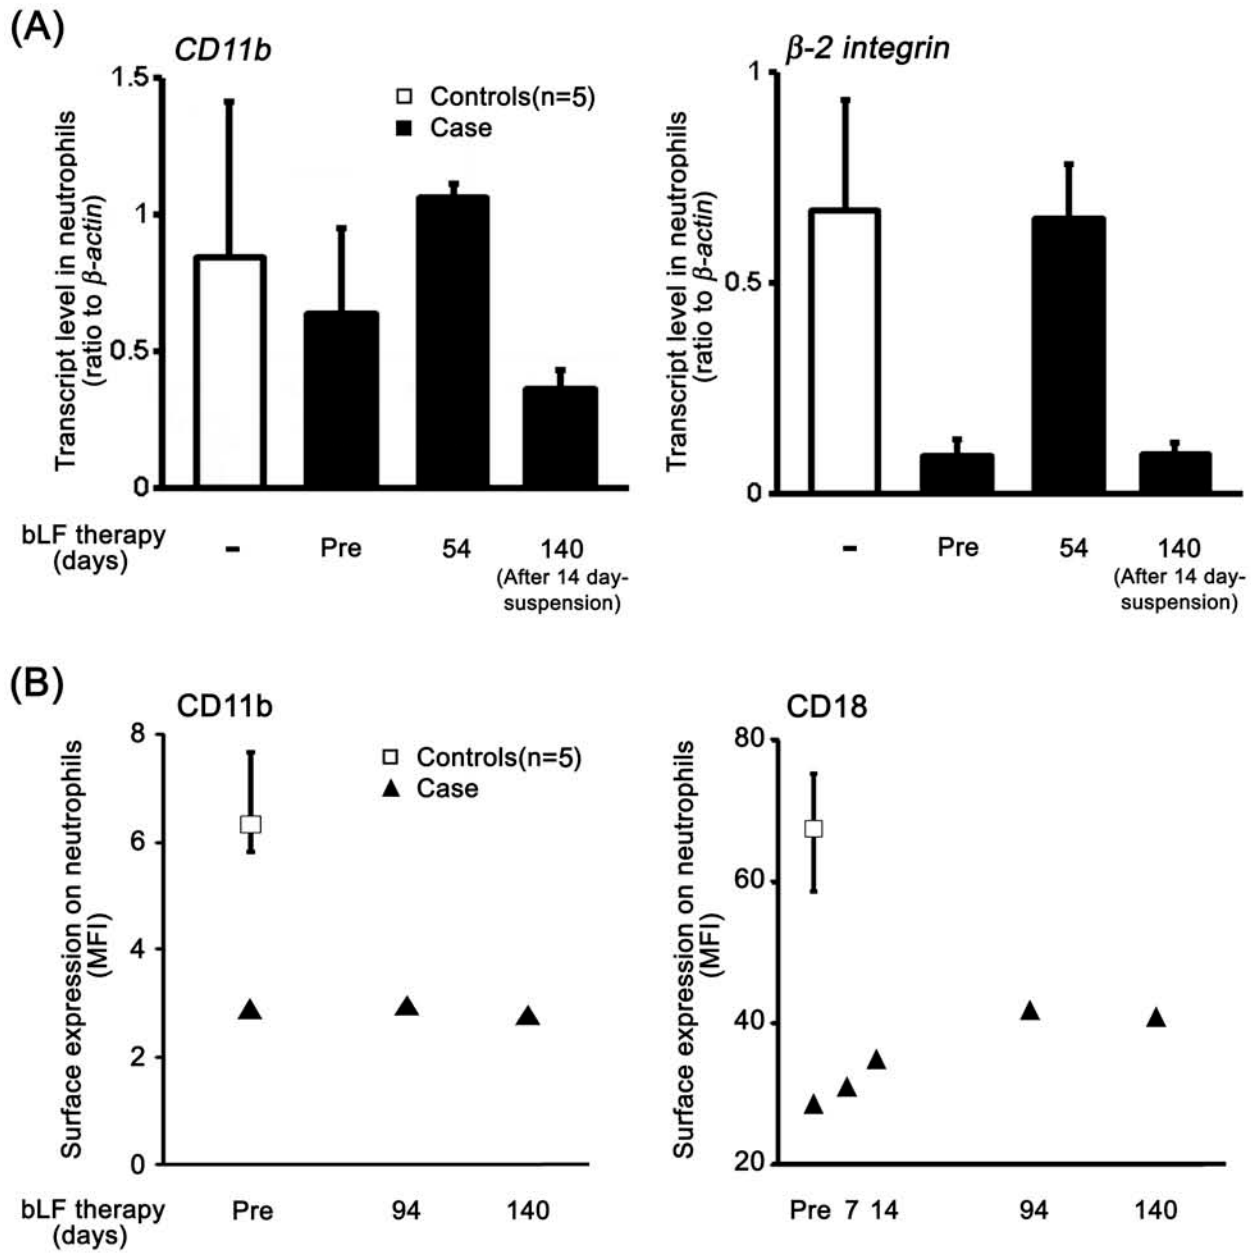 (A)
CD11b
1.5
1
0.5
0
Transcript level in neutrophils
(ratio to β-actin)
Controls(n=5)
Case
bLF therapy
(days)
-
Pre
54
140
(After 14 day-
suspension)
β-2 integrin
1
0.5
0
Transcript level in neutrophils
(ratio to β-actin)
-
Pre
54
140
(After 14 day-
suspension)
(B)
CD11b
8
6
4
2
0
Surface expression on neutrophils
(MFI)
Controls(n=5)
Case
bLF therapy
(days)
Pre
94
140
CD18
80
60
40
20
Surface expression on neutrophils
(MFI)
Pre 7 14
94
140